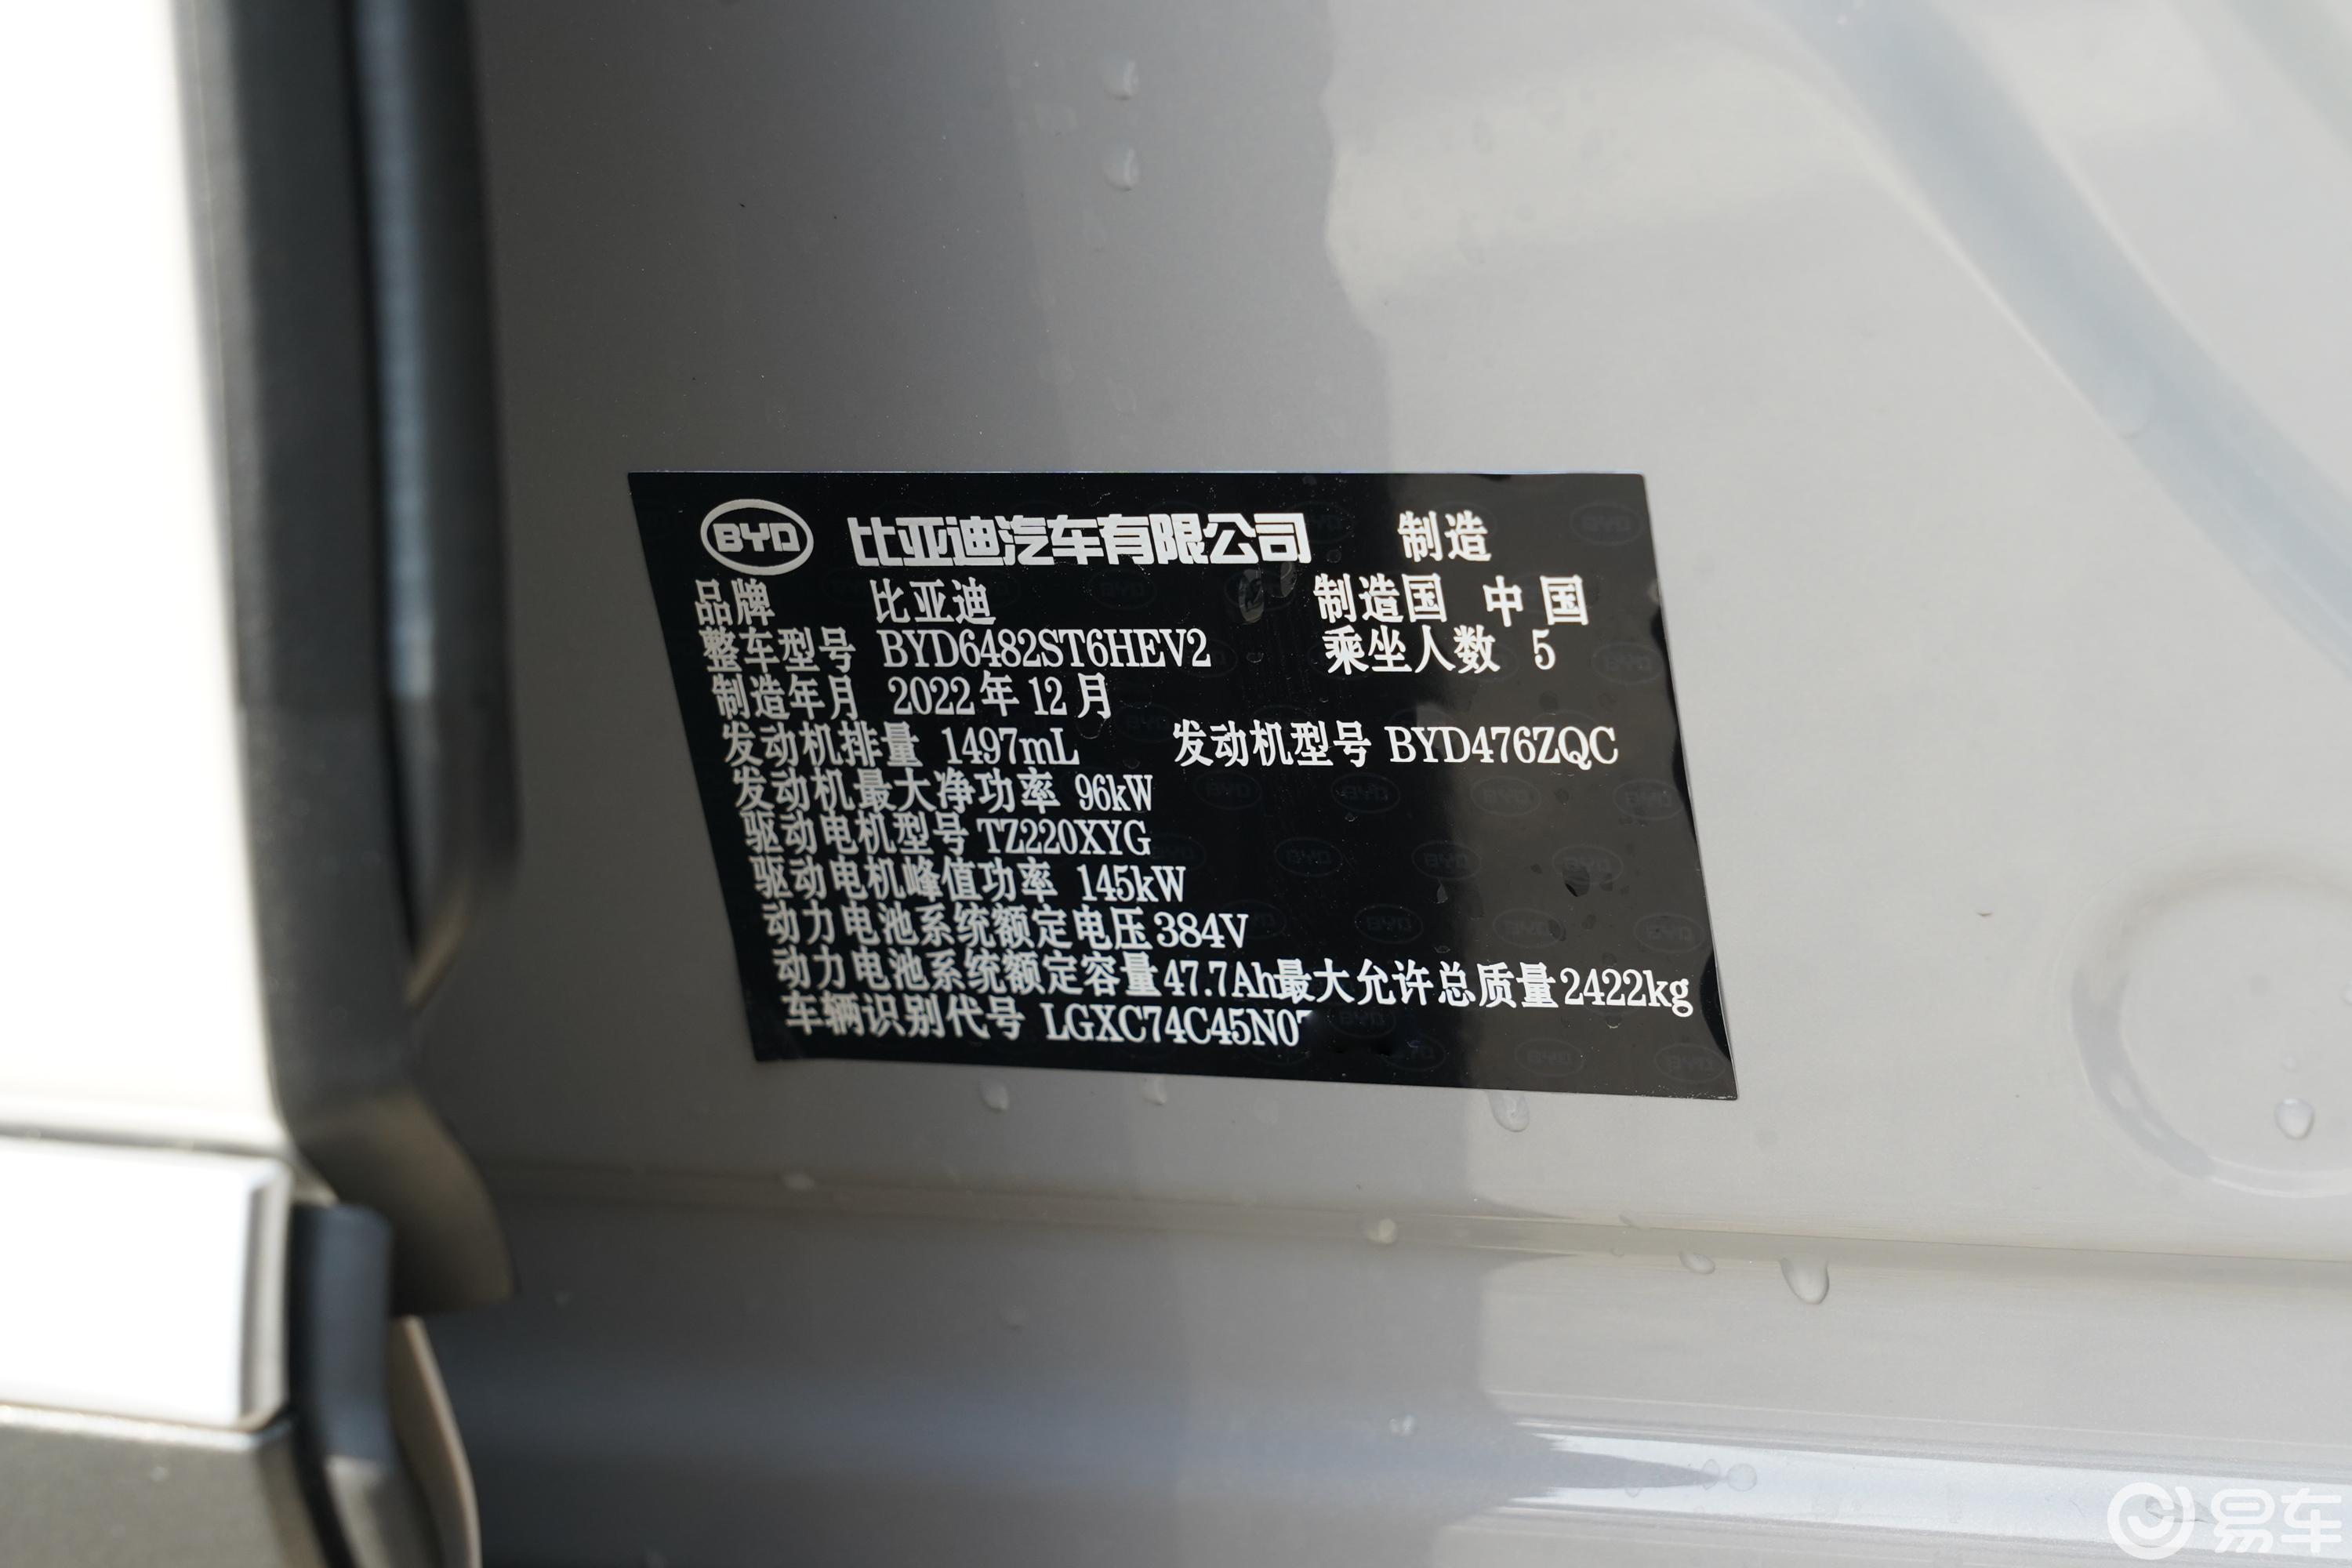 BYD 比亚迪汽车有限公司 制造
品牌 比亚迪 制造国 中国
整车型号 BYD6482ST6HEV2 乘坐人数 5
制造年月 2022年12月
发动机排量 1497mL 发动机型号 BYD476ZQC
发动机最大净功率 96kW
驱动电机型号 TZ220XYG
驱动电机峰值功率 145kW
动力电池系统额定电压 384V
动力电池系统额定容量 47.7Ah 最大允许总质量 2422kg
车辆识别代号 LGXC74C45N0
易车